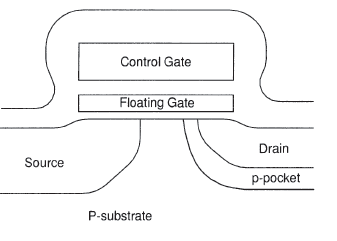 Control Gate
Floating Gate
Source
Drain
p-pocket
P-substrate